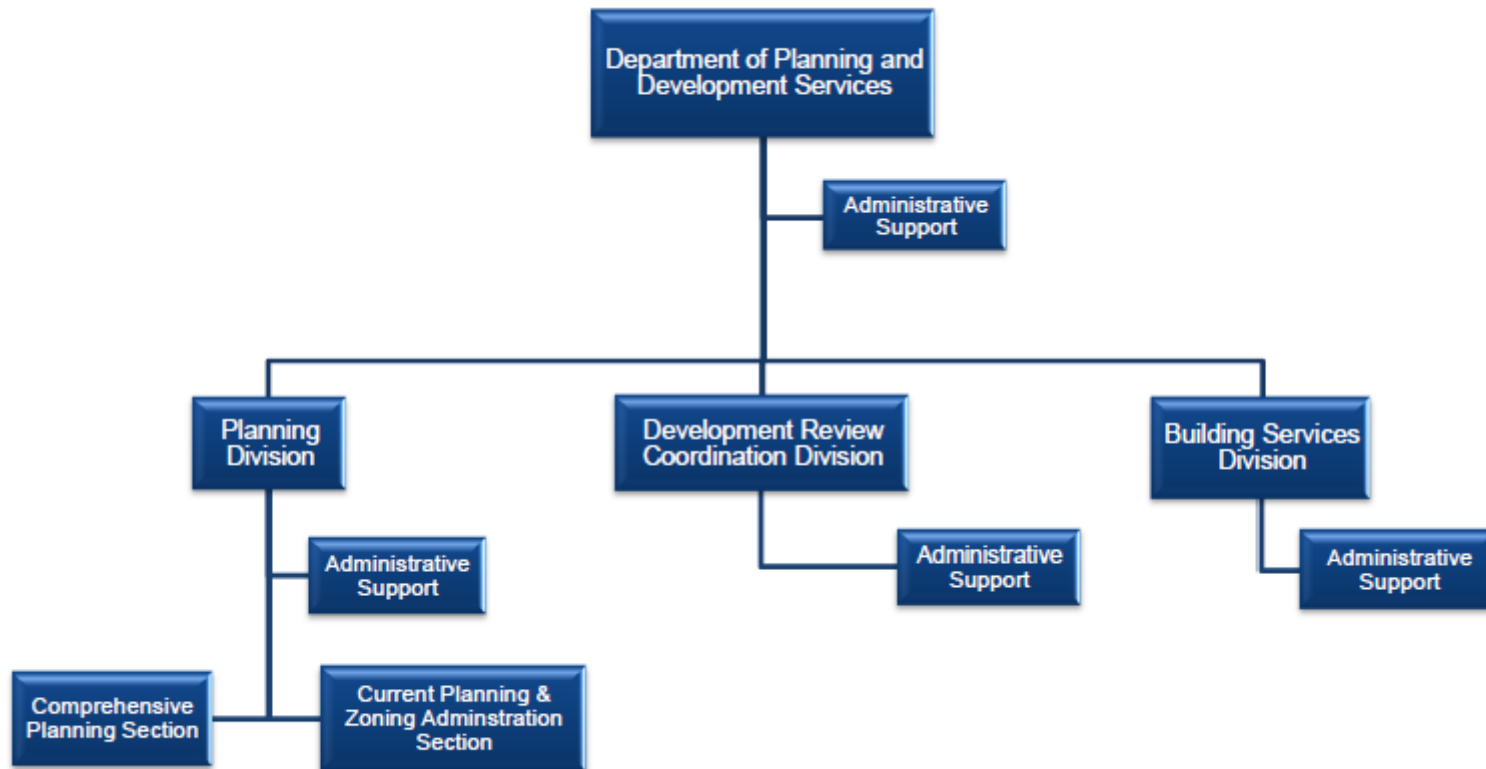 Department of Planning and
Development Services
Administrative
Support
Planning
Division
Development Review
Coordination Division
Building Services
Division
Administrative
Support
Administrative
Support
Administrative
Support
Comprehensive
Planning Section
Current Planning &
Zoning Adminstration
Section